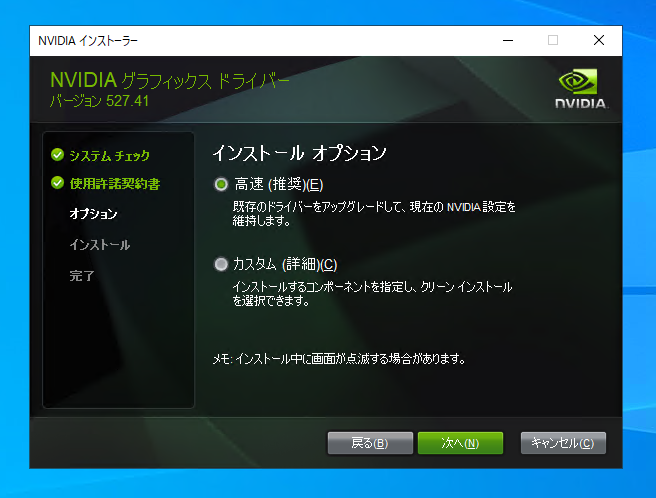 NVIDIA インストーラー
NVIDIA グラフィックス ドライバー
バージョン 527.41
NVIDIA.
システム チェック
使用許諾契約書
オプション
インストール
完了
インストール オプション
高速 (推奨)(E)
既存のドライバーをアップグレードして、現在の NVIDIA 設定を
維持します。
カスタム (詳細)(C)
インストールするコンポーネントを指定し、クリーン インストール
を選択できます。
メモ: インストール中に画面が点滅する場合があります。
戻る(B) 次へ(N) キャンセル(C)